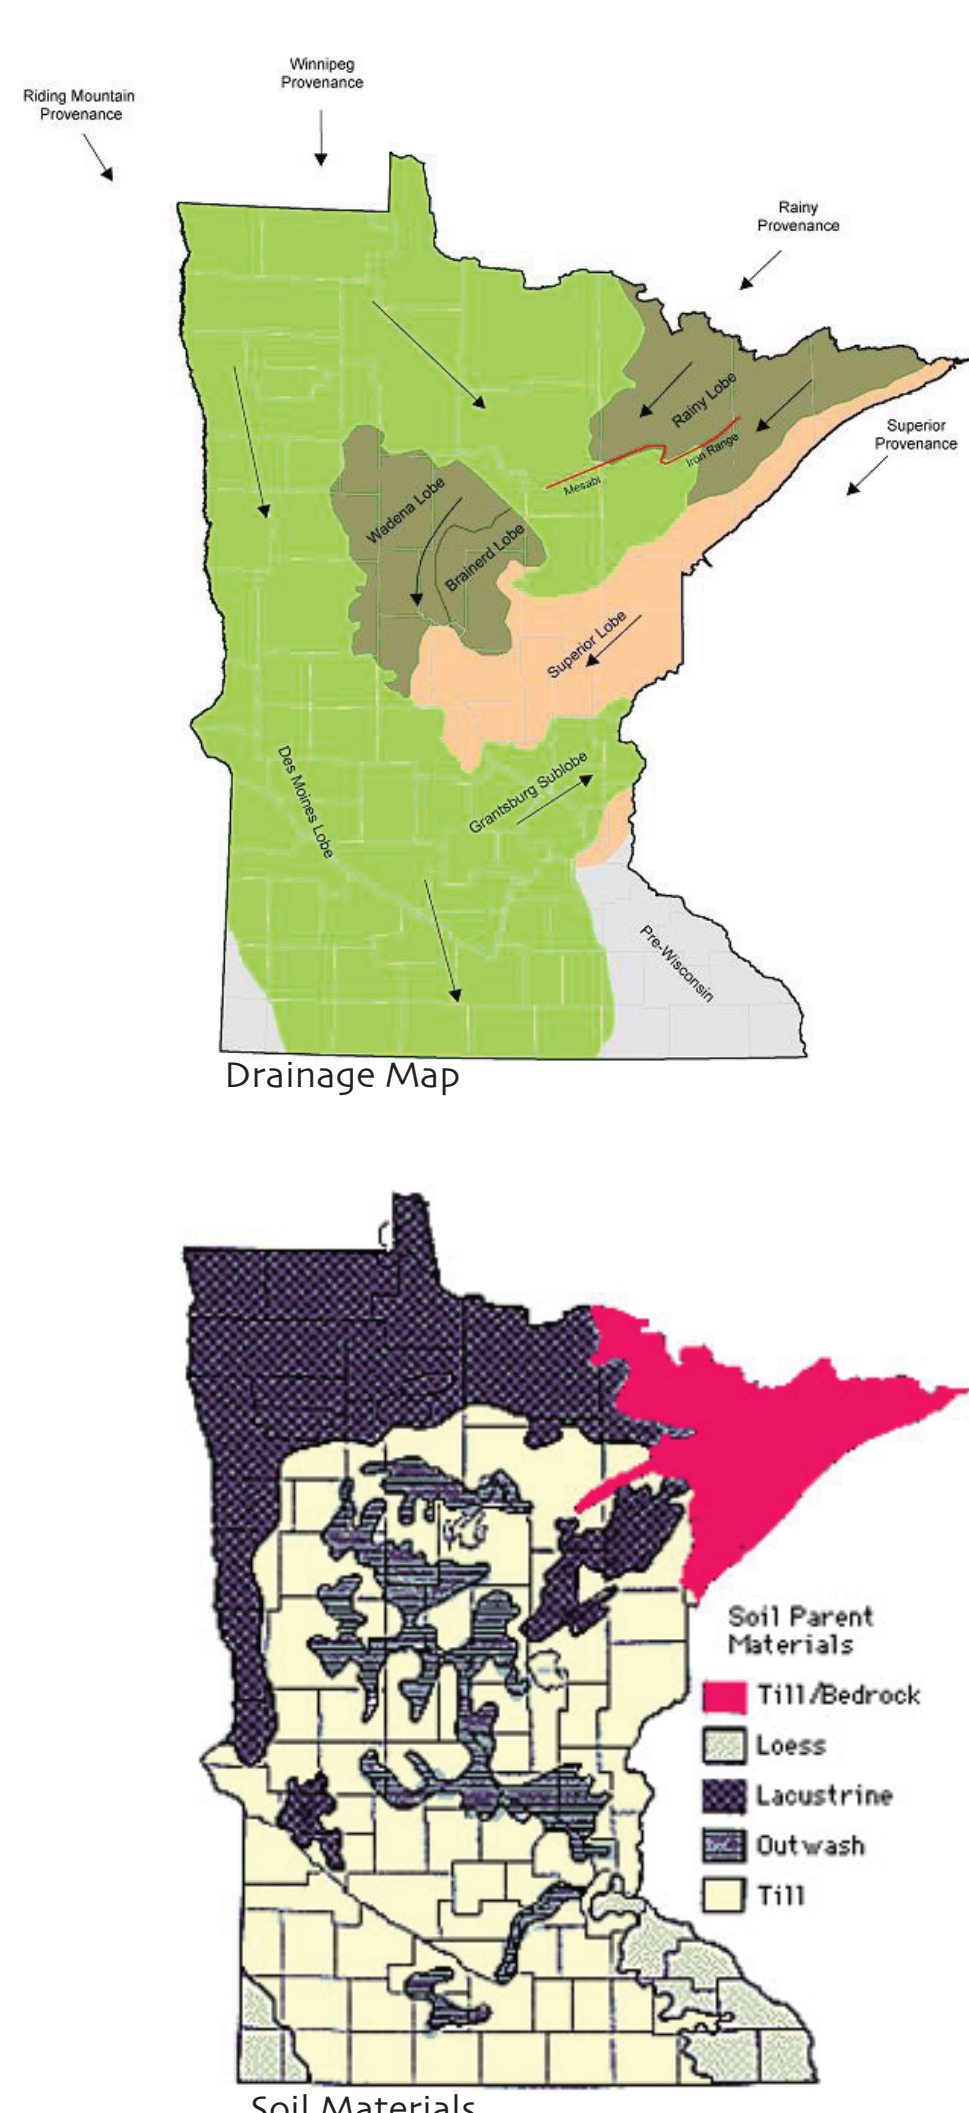 Winnipeg
Provenance
Riding Mountain
Provenance
Rainy
Provenance
Rainy Lobe
Superior
Provenance
Iron Range
Mesabi
Wadena Lobe
Brainerd Lobe
Superior Lobe
Des Moines Lobe
Grantsburg Sublobe
Pre-Wisconsin
Drainage Map
Soil Parent
Materials
Till/Bedrock
Loess
Lacustrine
Outwash
Till
Soil Materials